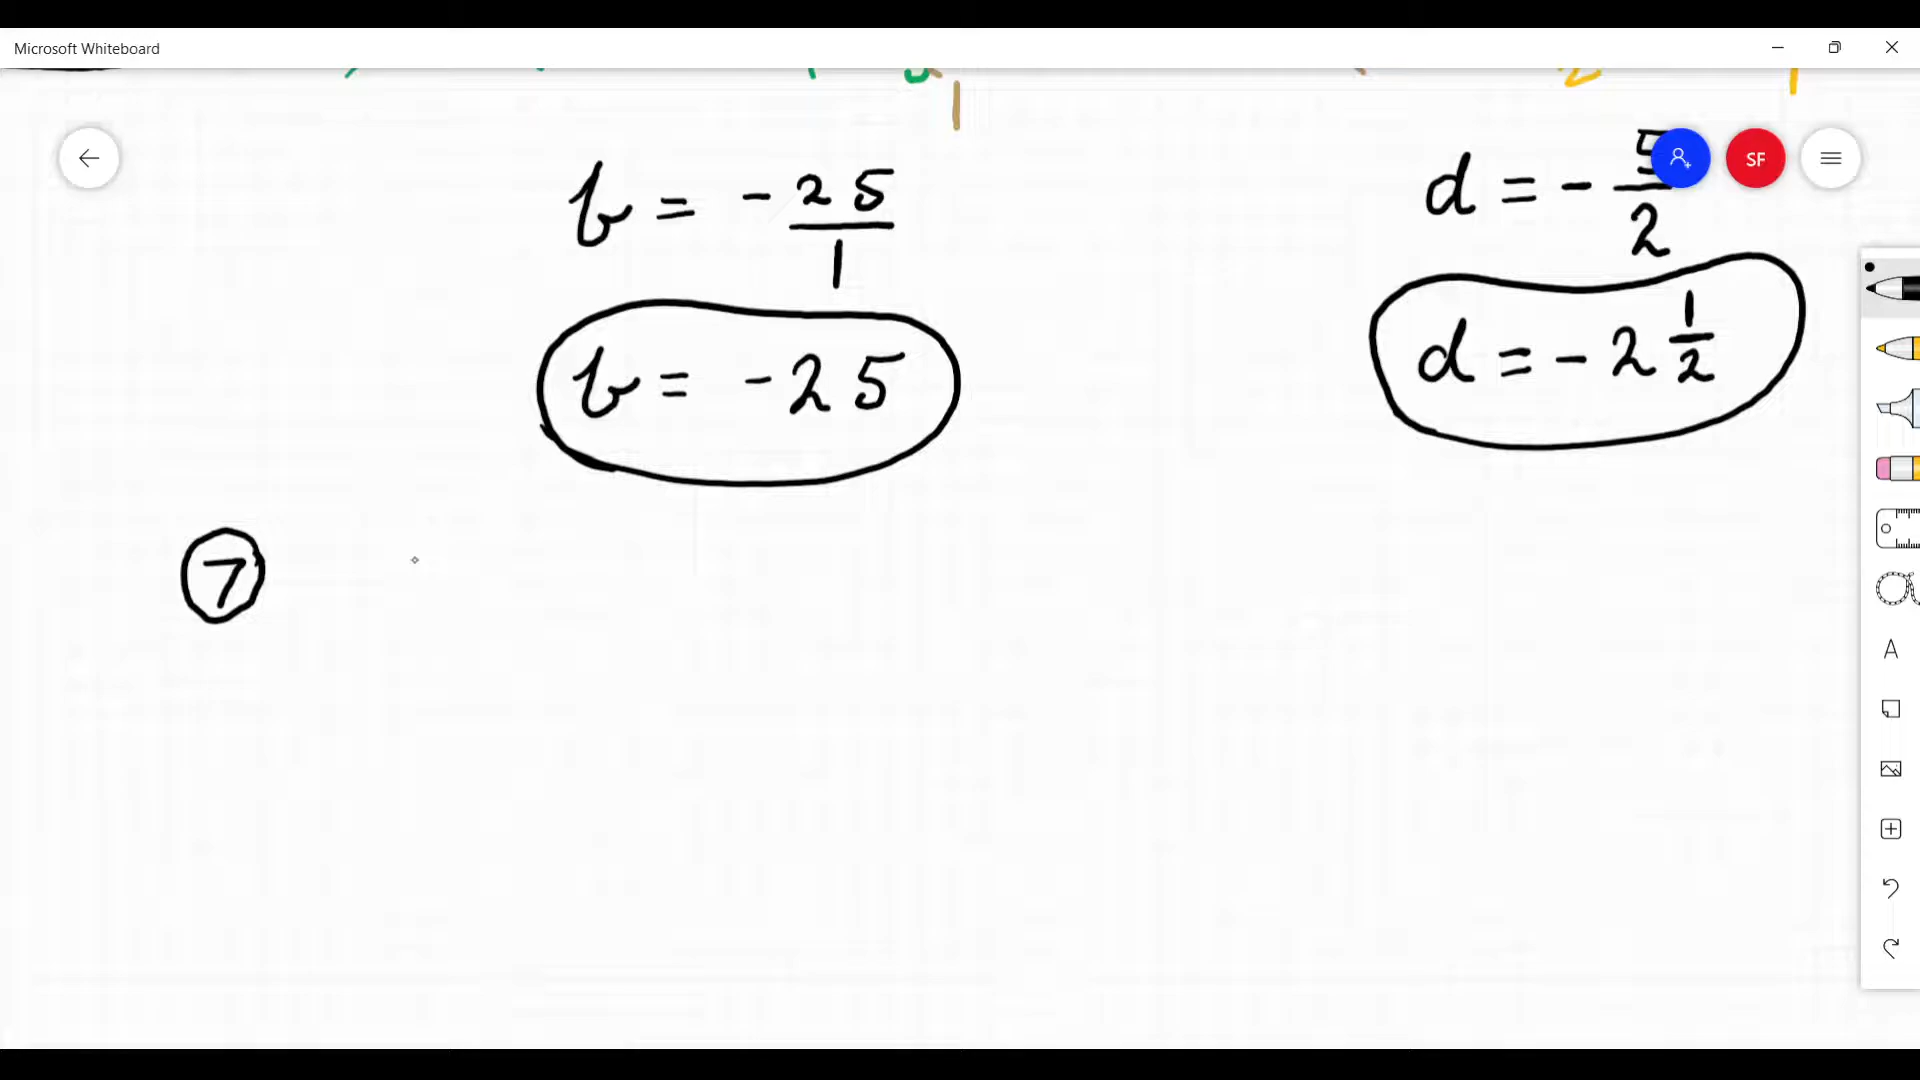 Microsoft Whiteboard
SF
b = - 25/1
b = - 25
d = - 5/2
d = - 2 1/2
7